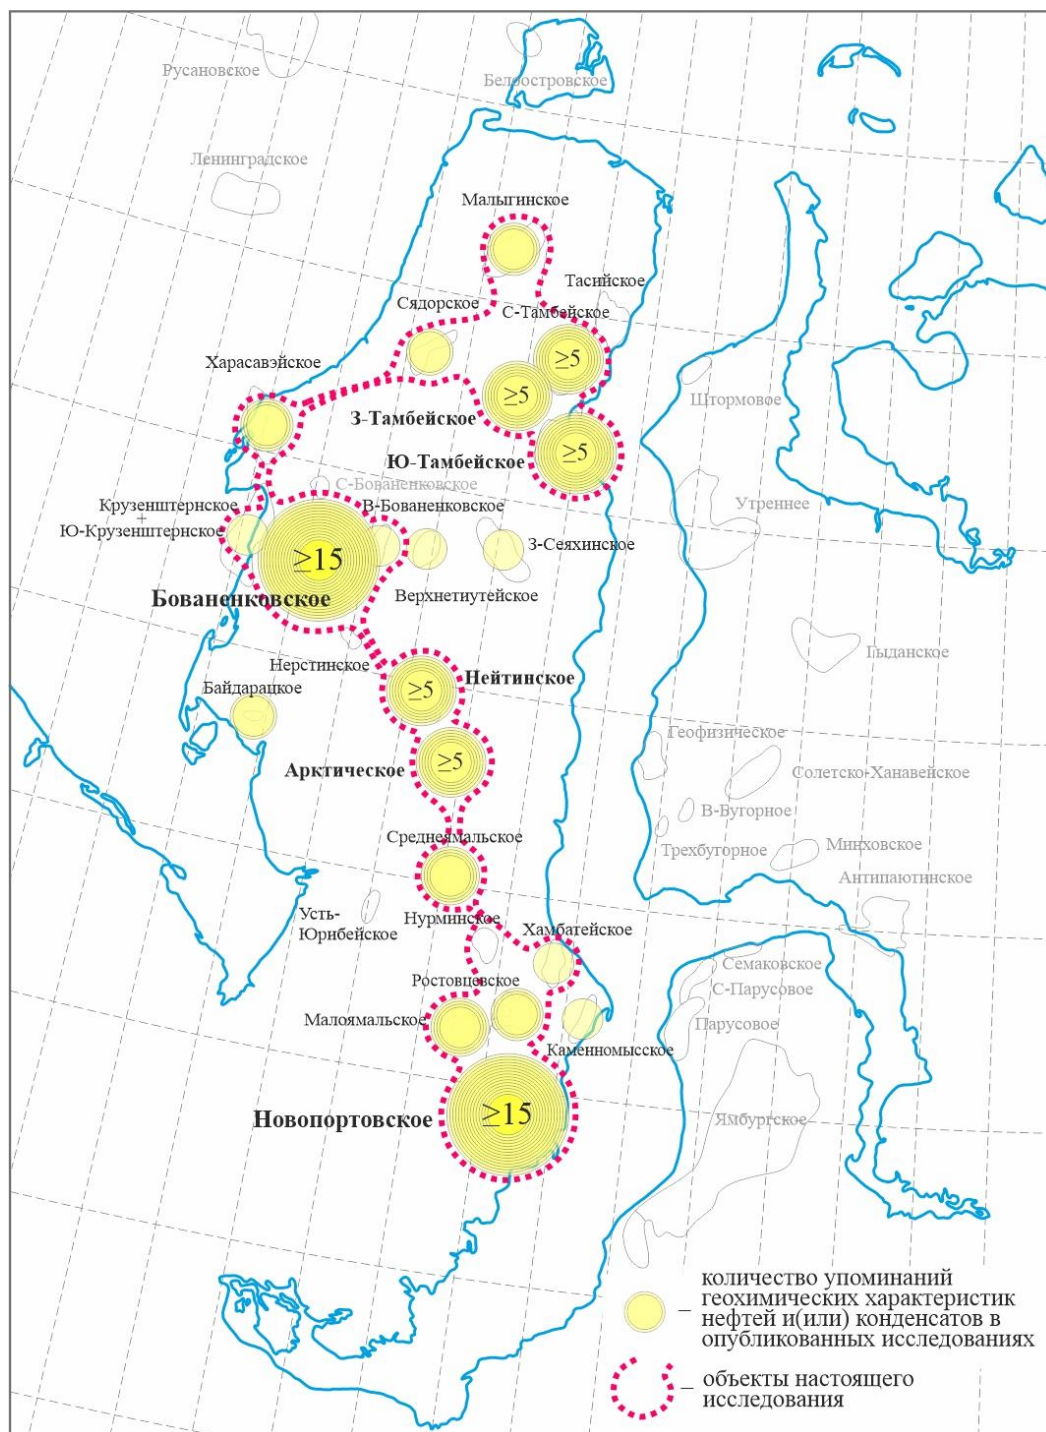 Русановское
Белоостровское
Ленинградское
Малыгинское
Тасийское
Сядорское
С-Тамбейское
≥5
Харасавэйское
≥5
Штормовое
З-Тамбейское
Ю-Тамбейское
≥5
С-Бованенковское
Крузенштернское
В-Бованенковское
Утреннее
Ю-Крузенштернское
З-Сеяхинское
≥15
Бованенковское
Верхнетиутейское
Гыданское
Нерстинское
Нейтинское
≥5
Байдарацкое
Геофизическое
Арктическое
≥5
Солетско-Ханавейское
В-Бугорное
Среднеямальское
Трехбугорное
Минховское
Антипаютинское
Усть-
Юрибейское
Нурминское
Хамбатейское
Семаковское
Ростовцевское
С-Парусовое
Малоямальское
Парусовое
Каменномысское
Новопортовское
≥15
Ямбургское
количество упоминаний
геохимических характеристик
– нефтей и(или) конденсатов в
опубликованных исследованиях
– объекты настоящего
исследования